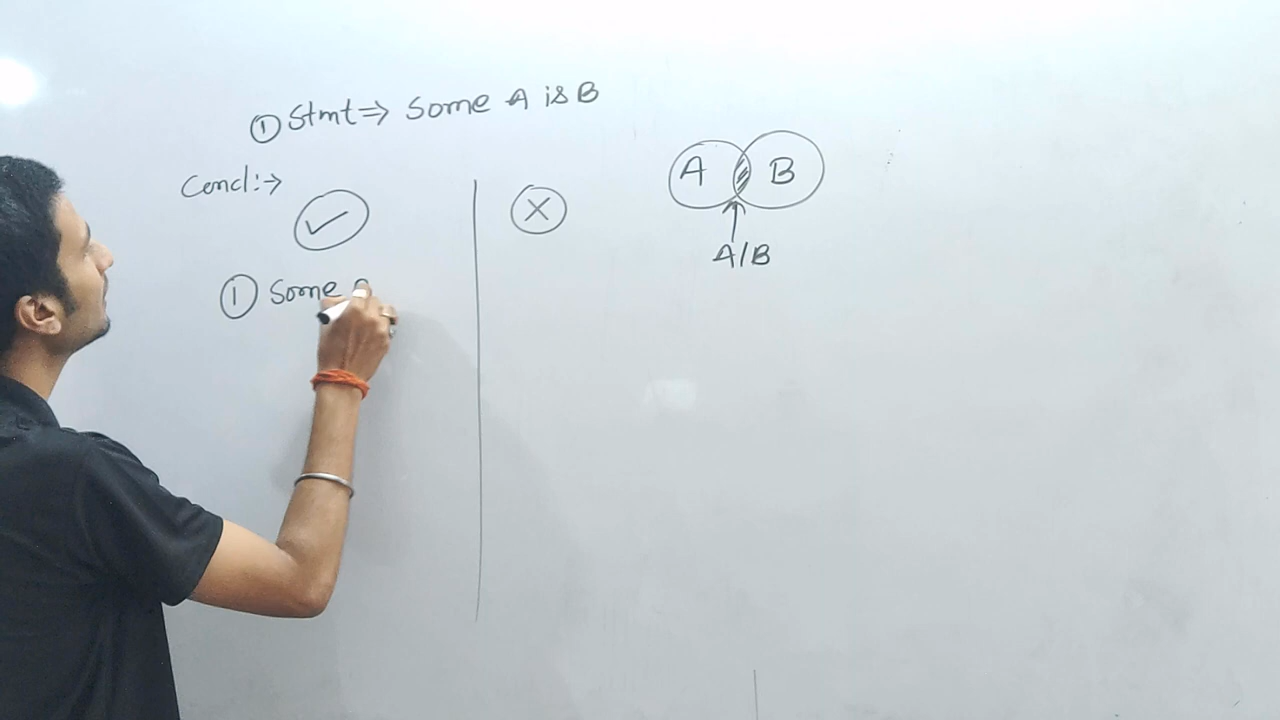 ① Stmt⇒ Some A is B
Concl:→
✓
X
① Some
A B
A/B